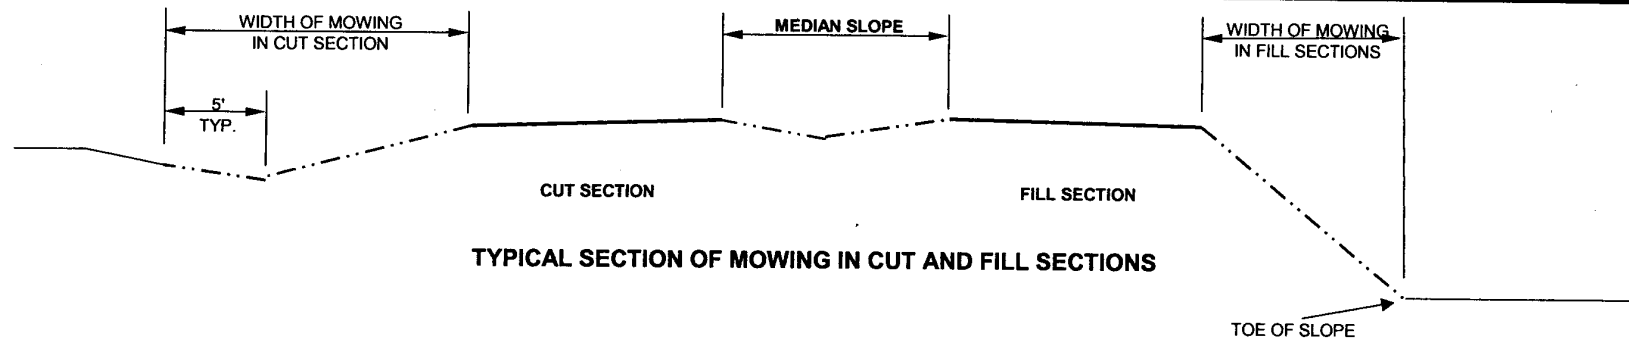 WIDTH OF MOWING
IN CUT SECTION
MEDIAN SLOPE
WIDTH OF MOWING
IN FILL SECTIONS
5'
TYP.
CUT SECTION
FILL SECTION
TYPICAL SECTION OF MOWING IN CUT AND FILL SECTIONS
TOE OF SLOPE